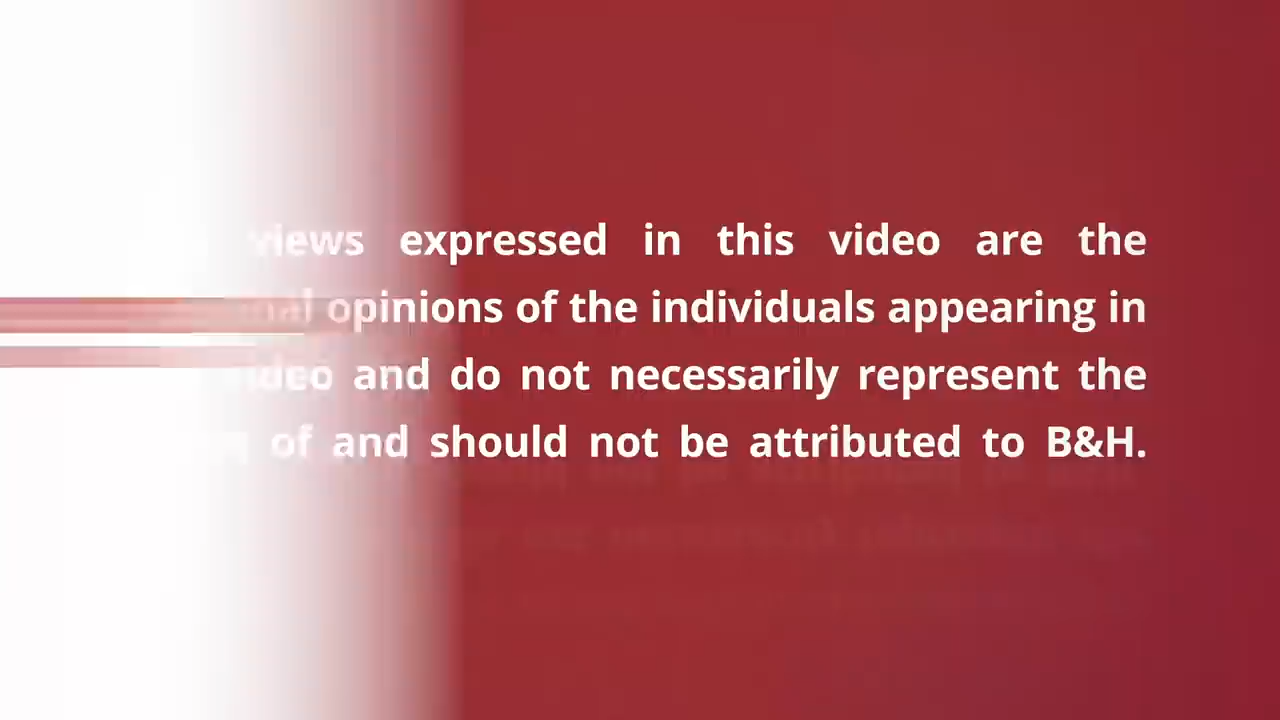 views expressed in this video are the
opinions of the individuals appearing in
video and do not necessarily represent the
of and should not be attributed to B&H.